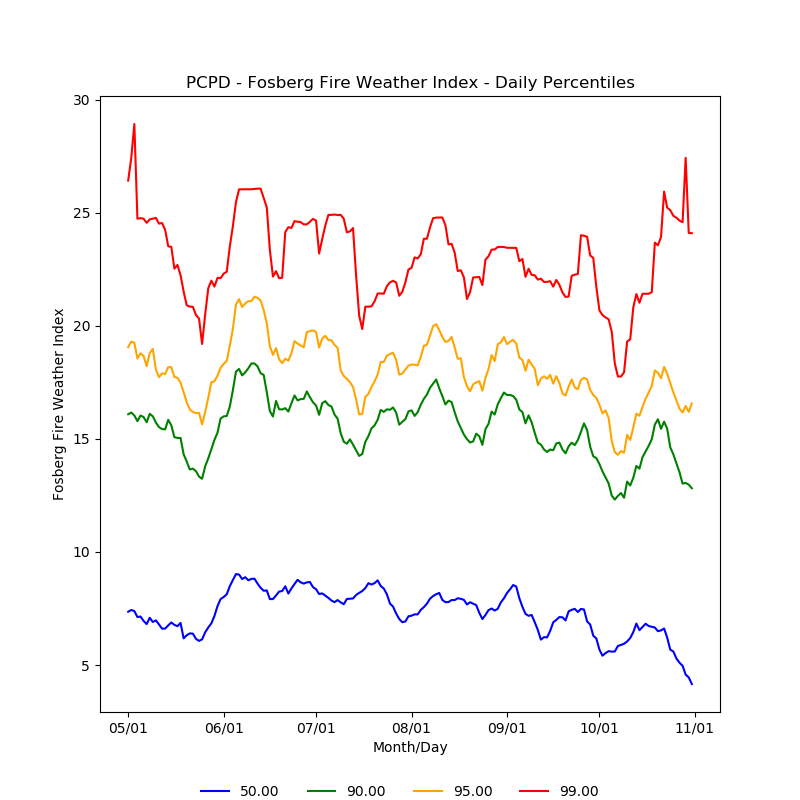 PCPD - Fosberg Fire Weather Index - Daily Percentiles
30
25
20
15
10
5
Fosberg Fire Weather Index
05/01 06/01 07/01 08/01 09/01 10/01 11/01
Month/Day
50.00 90.00 95.00 99.00